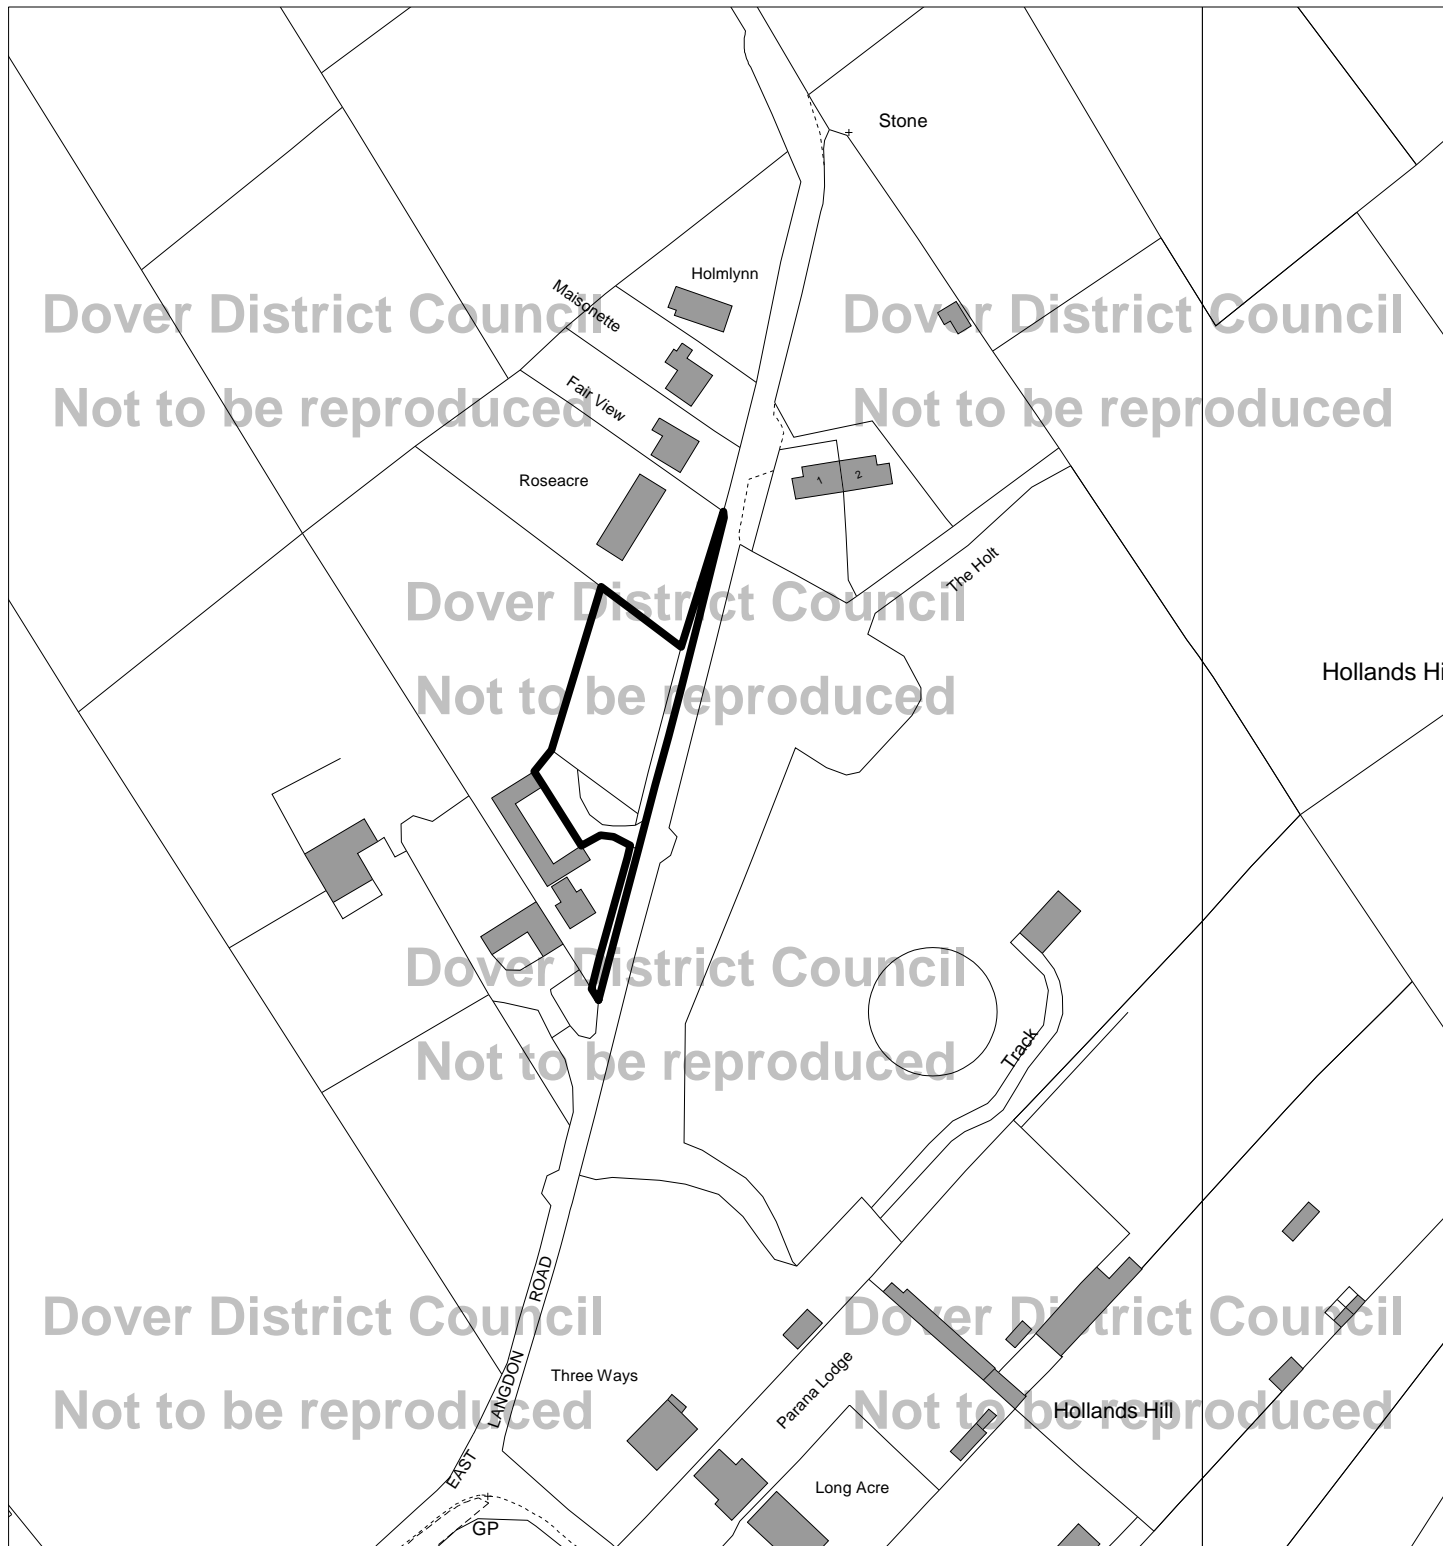 Stone
Holmlynn
Maisonette
Dover District Council
Dover District Council
Fair View
Not to be reproduced
Not to be reproduced
Roseacre
1
2
The Holt
Dover District Council
Hollands Hi
Not to be reproduced
Dover District Council
Track
Not to be reproduced
Dover District Council
Dover District Council
EAST LANGDON ROAD
Three Ways
Parana Lodge
Not to be reproduced
Not to be reproduced
Hollands Hill
Long Acre
GP